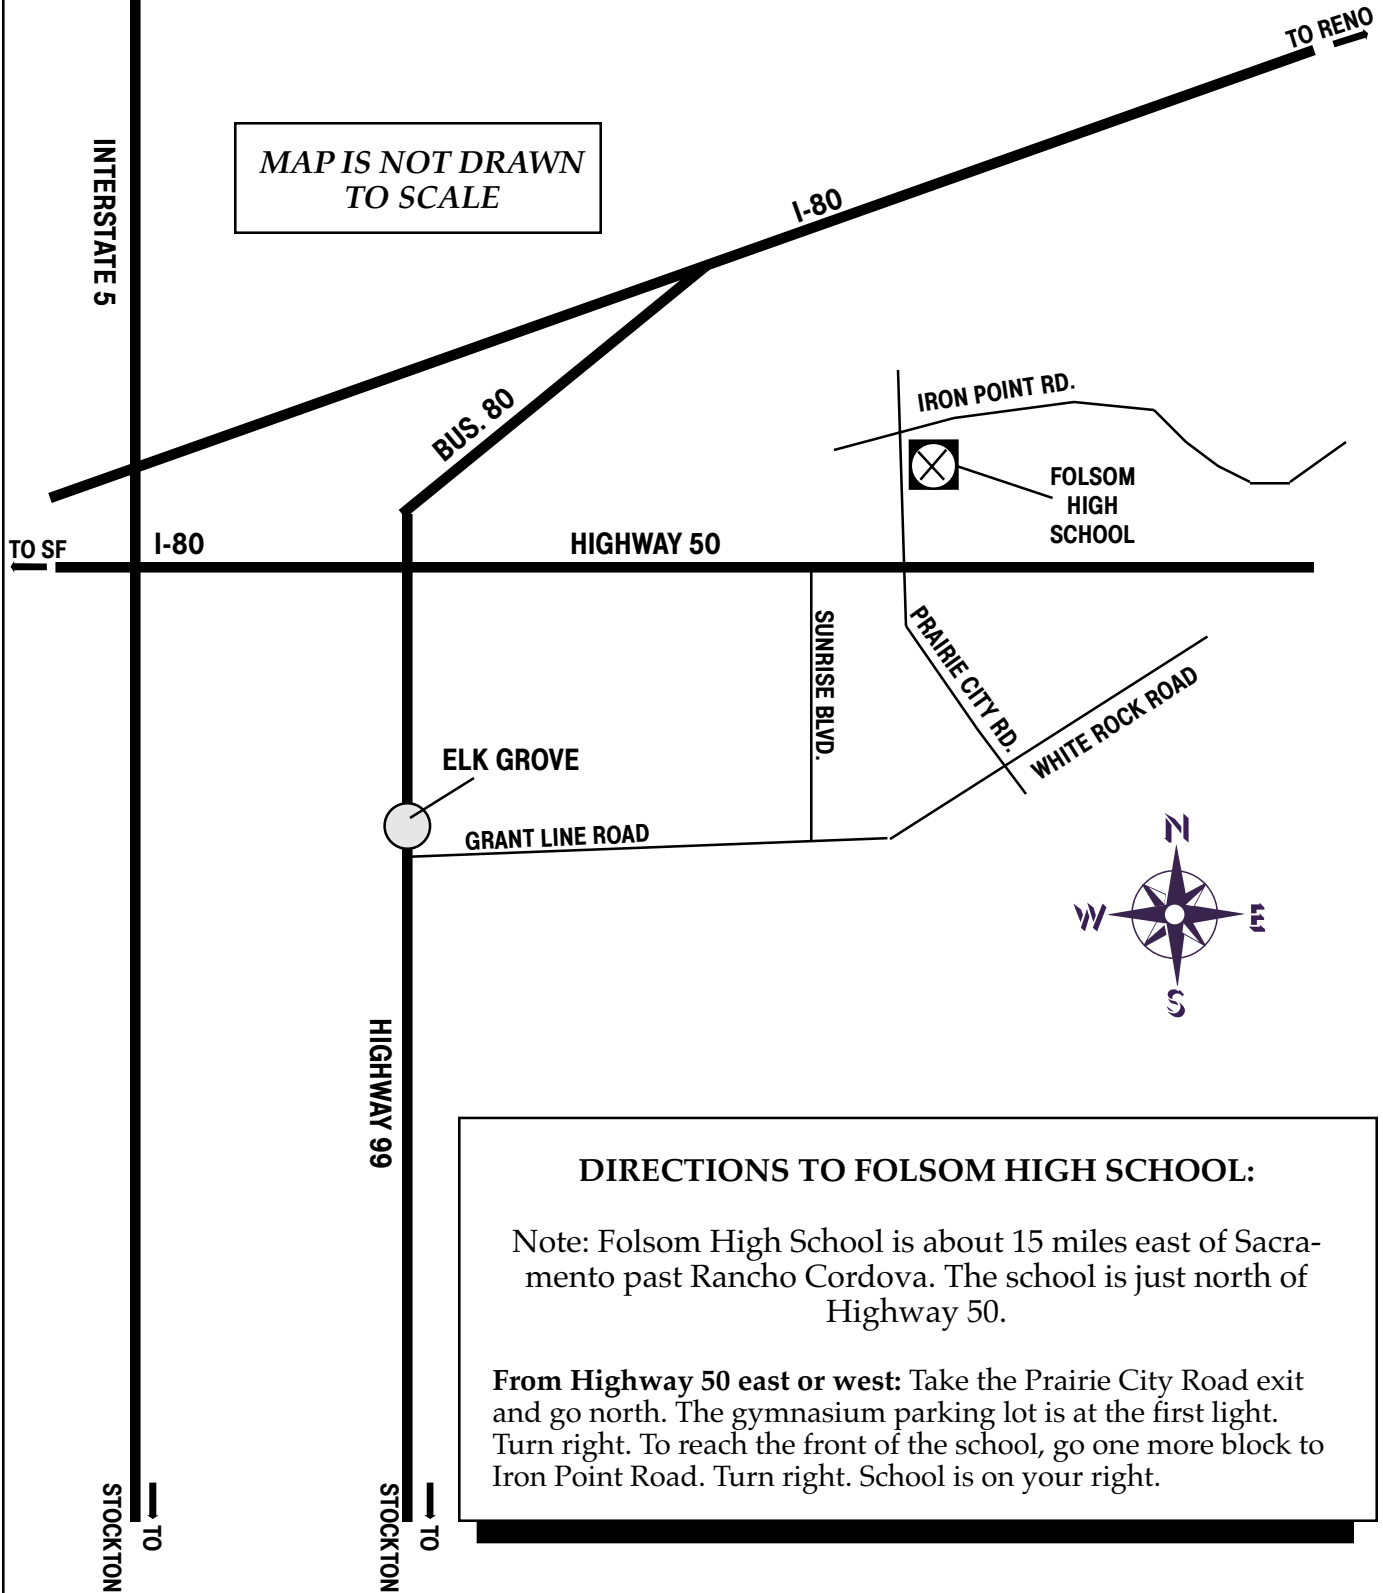 TO RENO
INTERSTATE 5
MAP IS NOT DRAWN
TO SCALE
I-80
BUS. 80
IRON POINT RD.
FOLSOM
HIGH
SCHOOL
TO SF
I-80
HIGHWAY 50
SUNRISE BLVD.
PRAIRIE CITY RD.
WHITE ROCK ROAD
ELK GROVE
GRANT LINE ROAD
N
W
E
S
HIGHWAY 99
DIRECTIONS TO FOLSOM HIGH SCHOOL:
Note: Folsom High School is about 15 miles east of Sacra-
mento past Rancho Cordova. The school is just north of
Highway 50.
From Highway 50 east or west: Take the Prairie City Road exit
and go north. The gymnasium parking lot is at the first light.
Turn right. To reach the front of the school, go one more block to
Iron Point Road. Turn right. School is on your right.
TO
STOCKTON
TO
STOCKTON